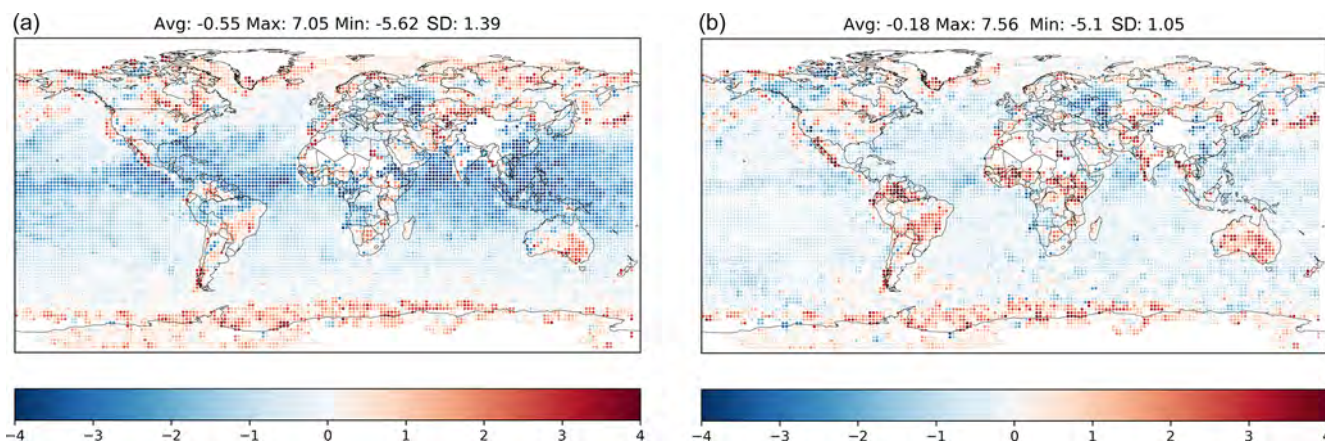 (a) Avg: -0.55 Max: 7.05 Min: -5.62 SD: 1.39
−4 −3 −2 −1 0 1 2 3 4
(b) Avg: -0.18 Max: 7.56 Min: -5.1 SD: 1.05
−4 −3 −2 −1 0 1 2 3 4